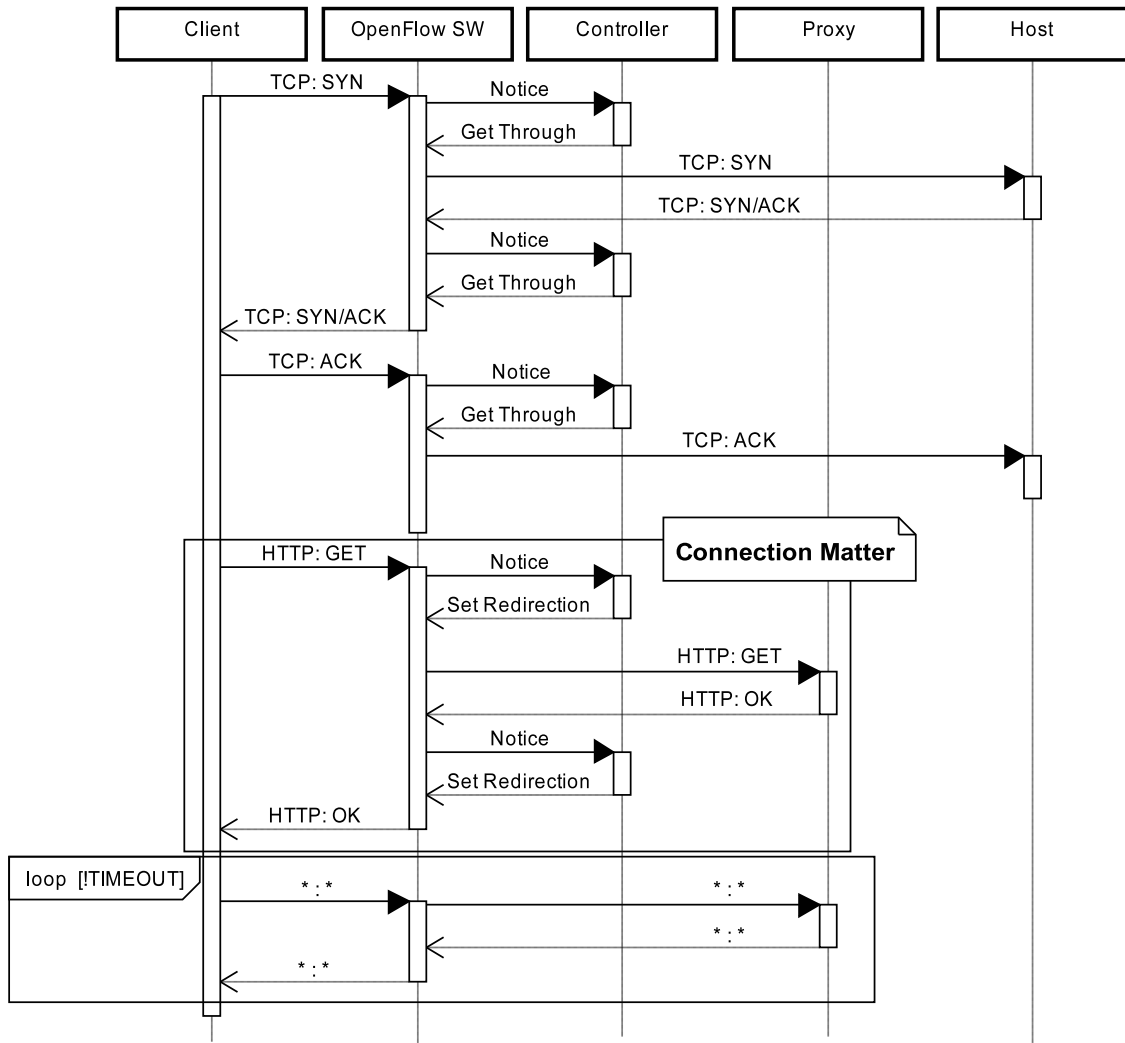 Client
OpenFlow SW
Controller
Proxy
Host
TCP: SYN
Notice
Get Through
TCP: SYN
TCP: SYN/ACK
Notice
Get Through
TCP: SYN/ACK
TCP: ACK
Notice
Get Through
TCP: ACK
Connection Matter
HTTP: GET
Notice
Set Redirection
HTTP: GET
HTTP: OK
Notice
Set Redirection
HTTP: OK
loop [!TIMEOUT]
* : *
* : *
* : *
* : *